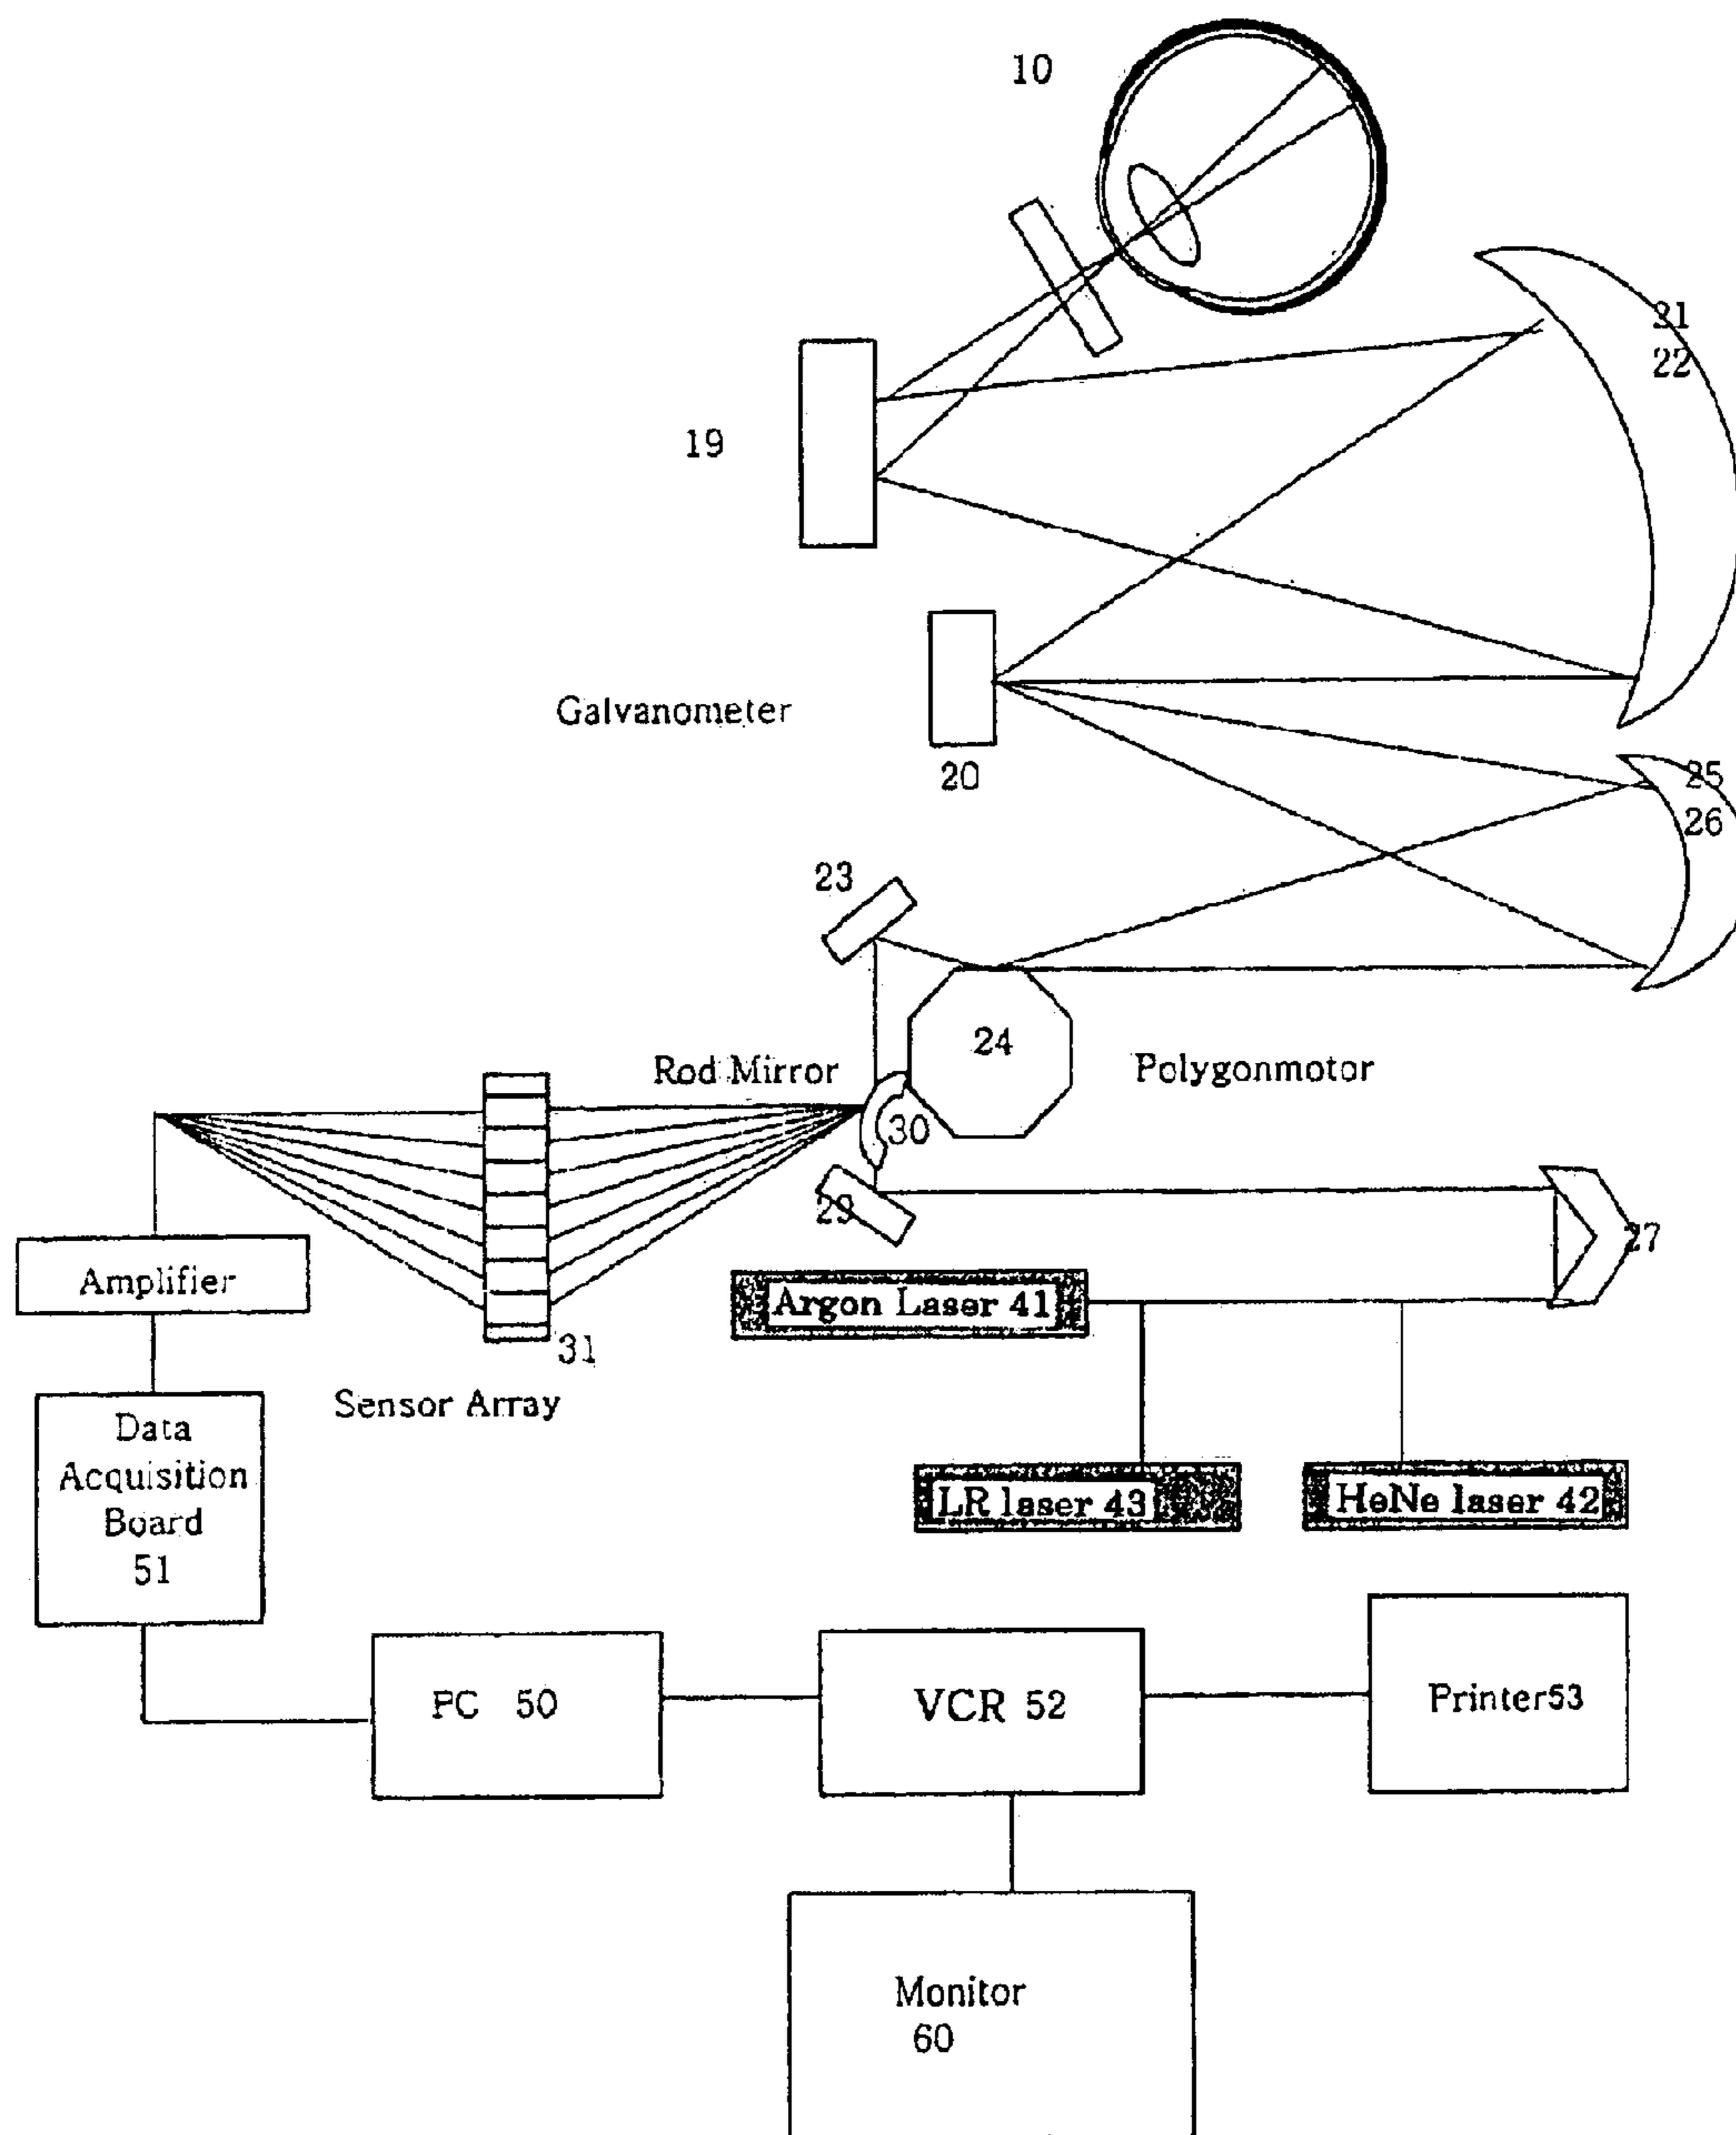 10
21
22
19
Galvanometer
20
25
26
23
24
Rod Mirror
Polygonmotor
30
29
27
Amplifier
Argon Laser 41
31
Sensor Array
Data
Acquisition
Board
51
LR laser 43
HeNe laser 42
PC 50
VCR 52
Printer53
Monitor
60